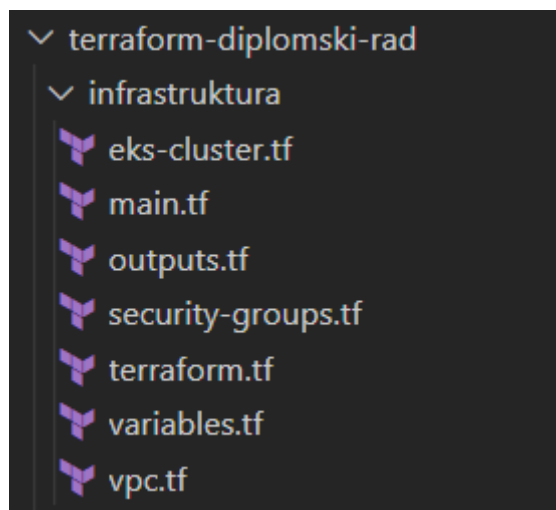 terraform-diplomski-rad
infrastruktura
eks-cluster.tf
main.tf
outputs.tf
security-groups.tf
terraform.tf
variables.tf
vpc.tf